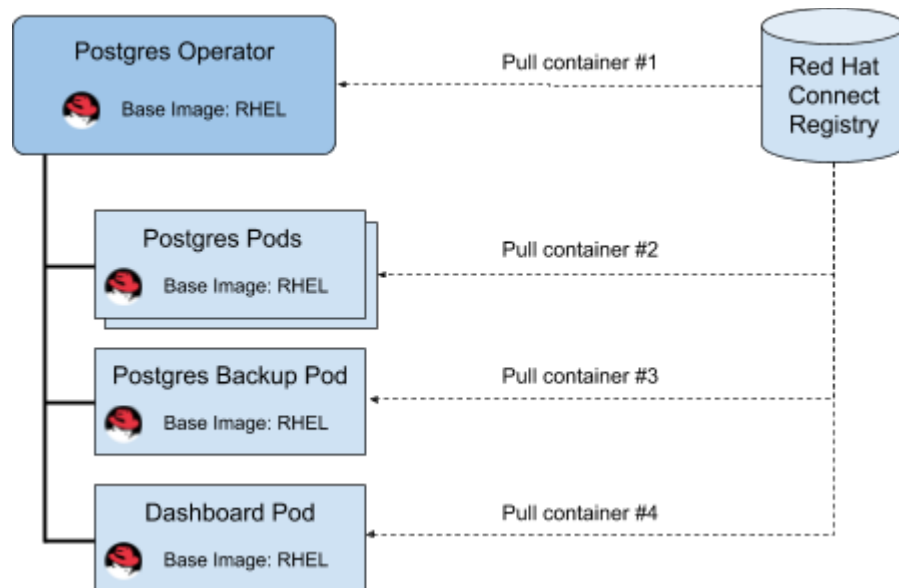 Postgres Operator
Base Image: RHEL
Pull container #1
Red Hat
Connect
Registry
Postgres Pods
Base Image: RHEL
Pull container #2
Postgres Backup Pod
Base Image: RHEL
Pull container #3
Dashboard Pod
Base Image: RHEL
Pull container #4